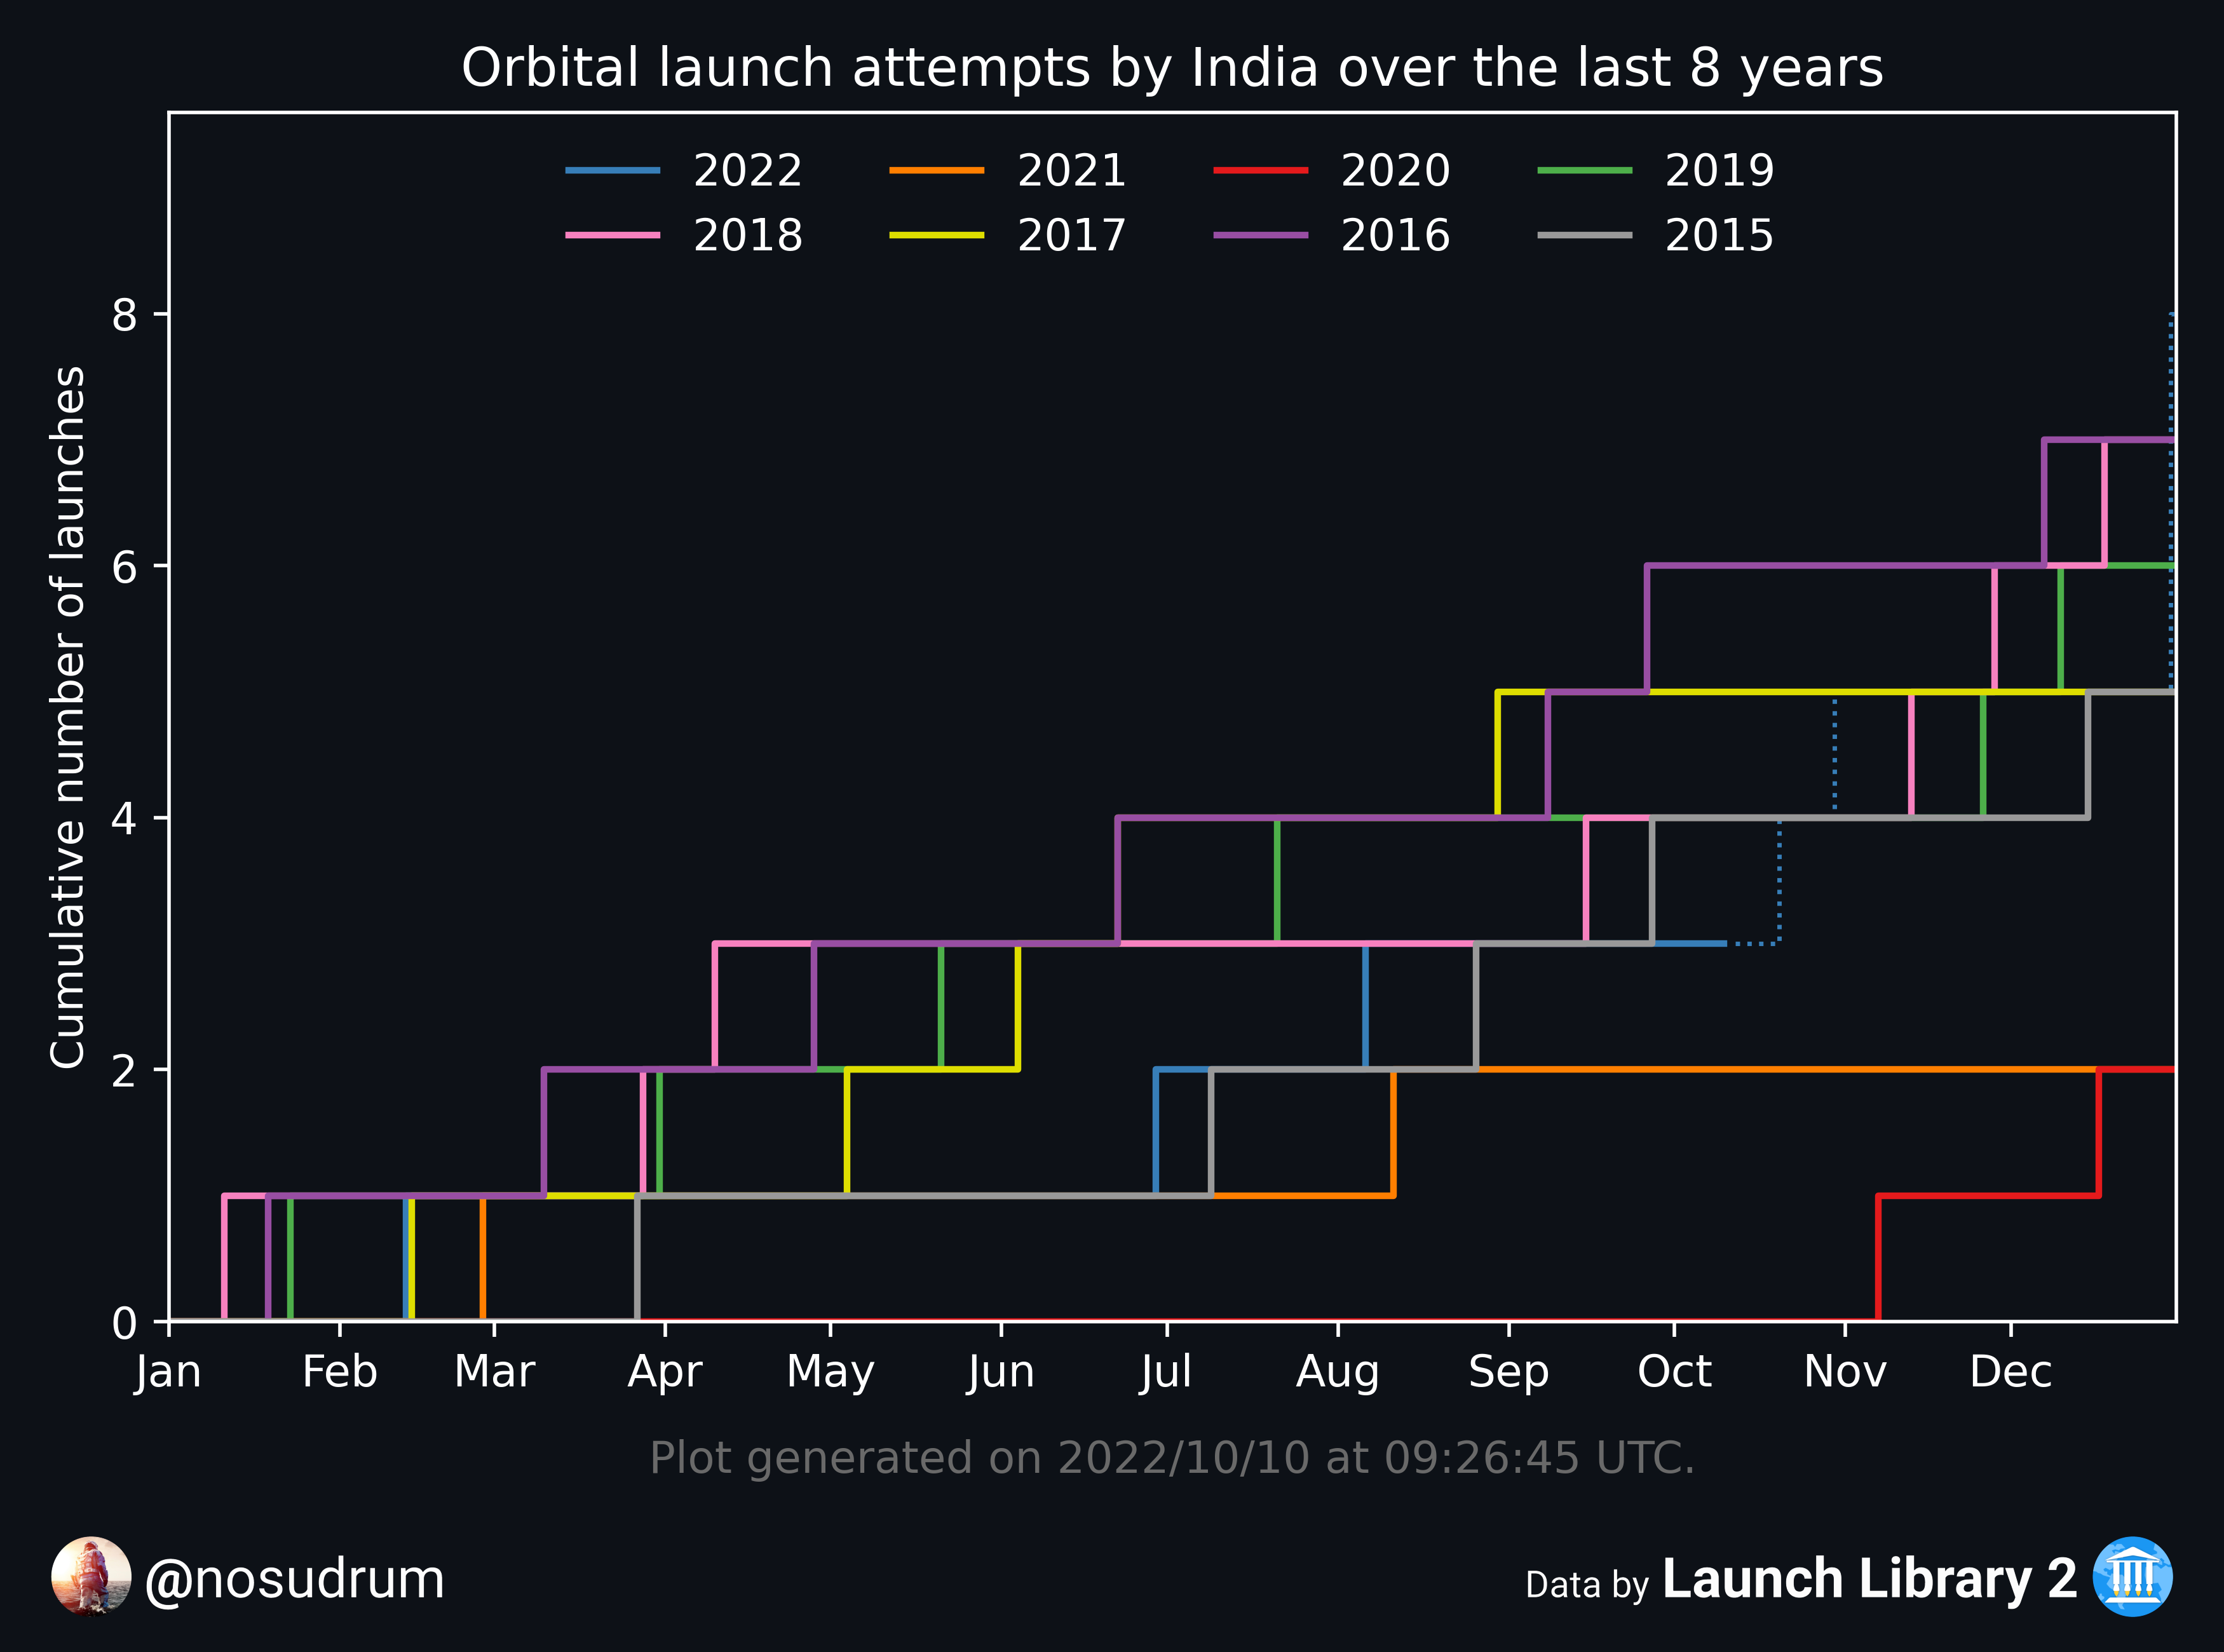 Orbital launch attempts by India over the last 8 years
2022 2021 2020 2019
2018 2017 2016 2015
Cumulative number of launches
8
6
4
2
0
Jan Feb Mar Apr May Jun Jul Aug Sep Oct Nov Dec
Plot generated on 2022/10/10 at 09:26:45 UTC.
@nosudrum
Data by Launch Library 2